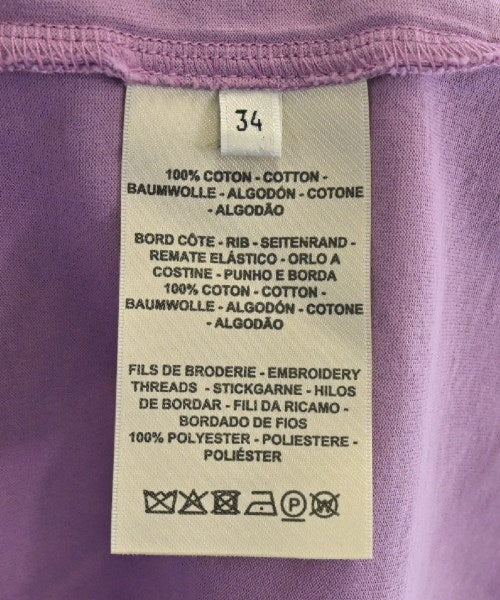 34
100% COTON - COTTON -
BAUMWOLLE - ALGODÓN - COTONE
- ALGODÃO
BORD CÔTE - RIB - SEITENRAND -
REMATE ELÁSTICO - ORLO A
COSTINE - PUNHO E BORDA
100% COTON - COTTON -
BAUMWOLLE - ALGODÓN - COTONE
- ALGODÃO
FILS DE BRODERIE - EMBROIDERY
THREADS - STICKGARNE - HILOS
DE BORDAR - FILI DA RICAMO -
BORDADO DE FIOS
100% POLYESTER - POLIESTERE -
POLIÉSTER
P W